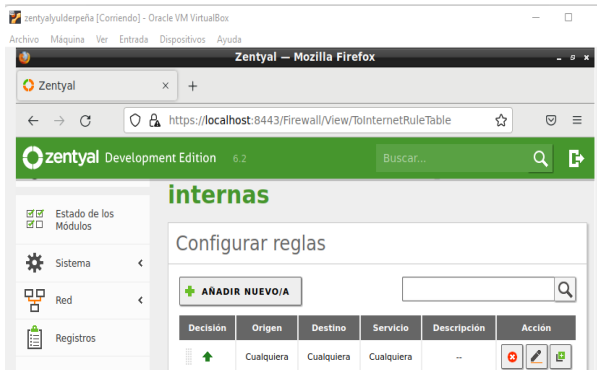 zentyalyulderpeña [Corriendo] - Oracle VM VirtualBox
Archivo Máquina Ver Entrada Dispositivos Ayuda
Zentyal — Mozilla Firefox
Zentyal
https://localhost:8443/Firewall/View/ToInternetRuleTable
zentyal Development Edition 6.2 Buscar...
internas
Estado de los
Módulos
Configurar reglas
Sistema
AÑADIR NUEVO/A
Red
Decisión Origen Destino Servicio Descripción Acción
Registros
Cualquiera Cualquiera Cualquiera --